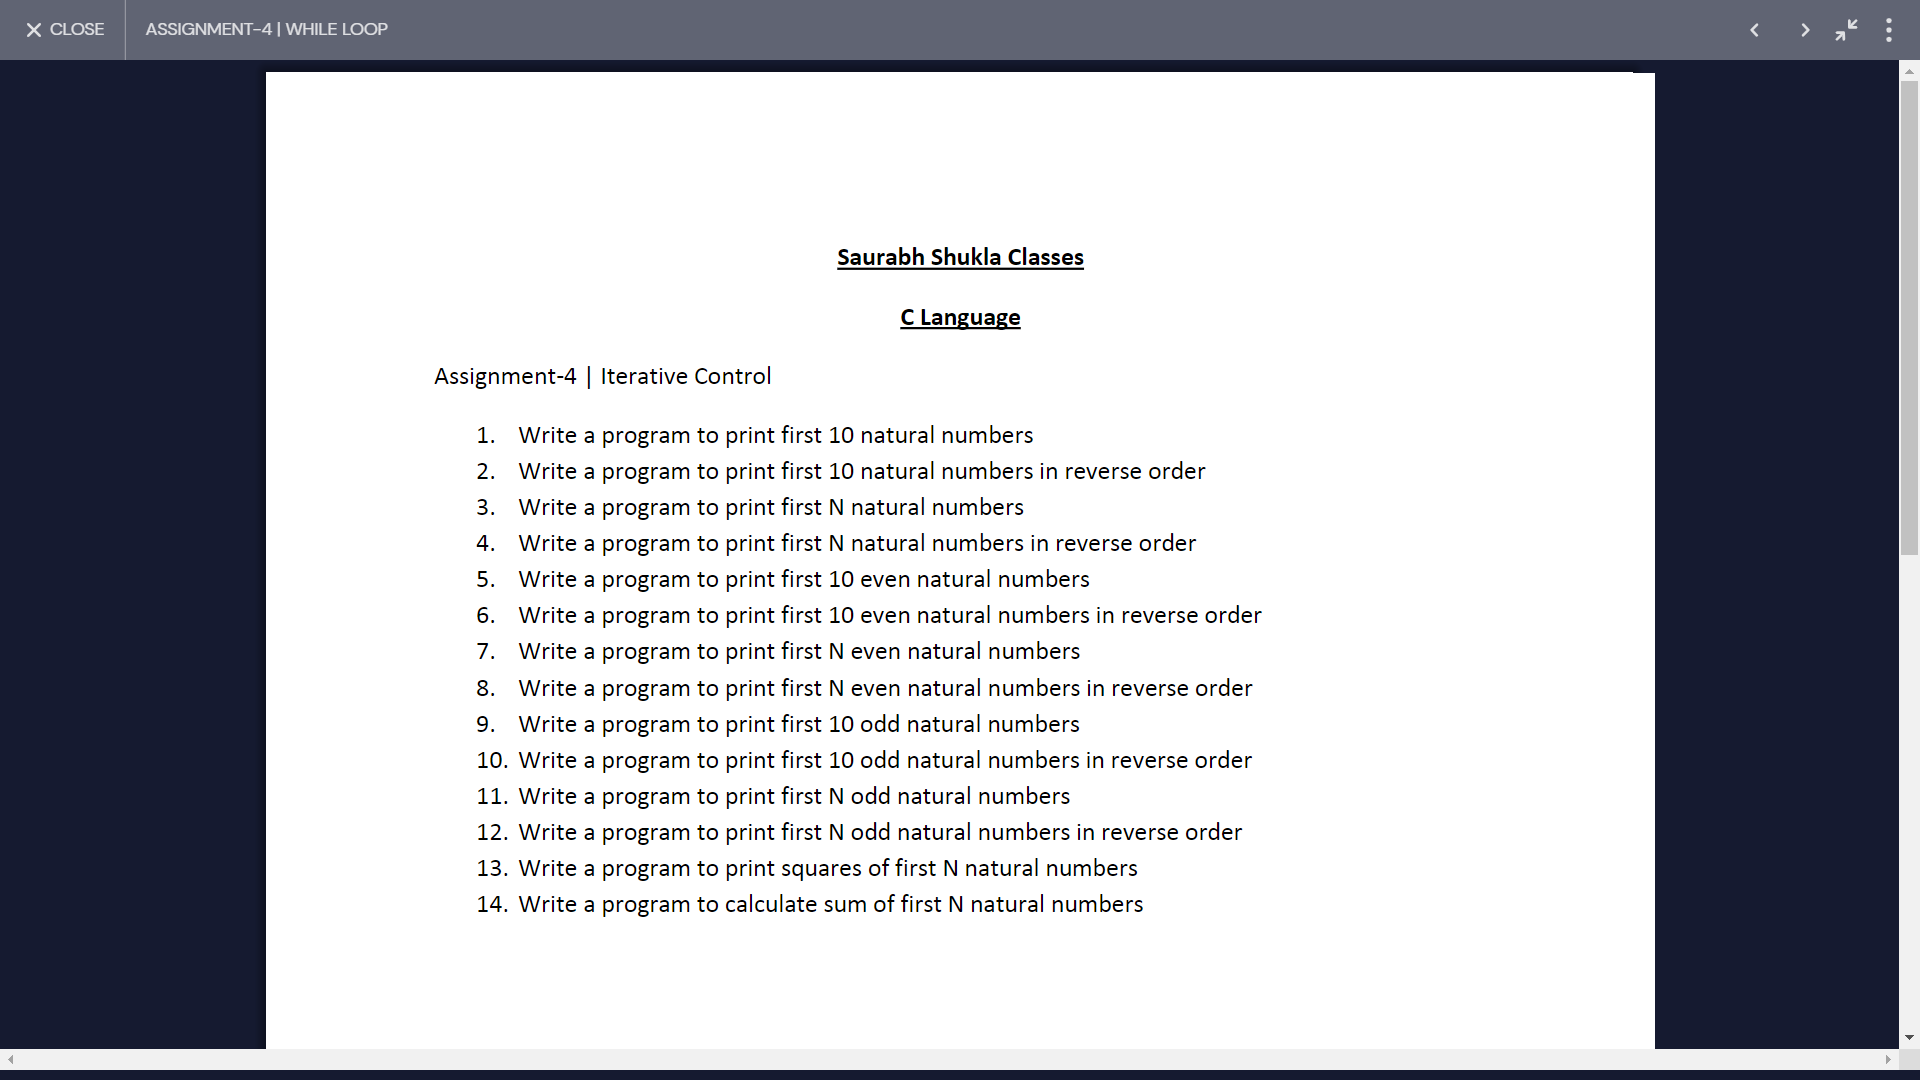 CLOSE
ASSIGNMENT-4 | WHILE LOOP
Saurabh Shukla Classes
C Language
Assignment-4 | Iterative Control
1. Write a program to print first 10 natural numbers
2. Write a program to print first 10 natural numbers in reverse order
3. Write a program to print first N natural numbers
4. Write a program to print first N natural numbers in reverse order
5. Write a program to print first 10 even natural numbers
6. Write a program to print first 10 even natural numbers in reverse order
7. Write a program to print first N even natural numbers
8. Write a program to print first N even natural numbers in reverse order
9. Write a program to print first 10 odd natural numbers
10. Write a program to print first 10 odd natural numbers in reverse order
11. Write a program to print first N odd natural numbers
12. Write a program to print first N odd natural numbers in reverse order
13. Write a program to print squares of first N natural numbers
14. Write a program to calculate sum of first N natural numbers